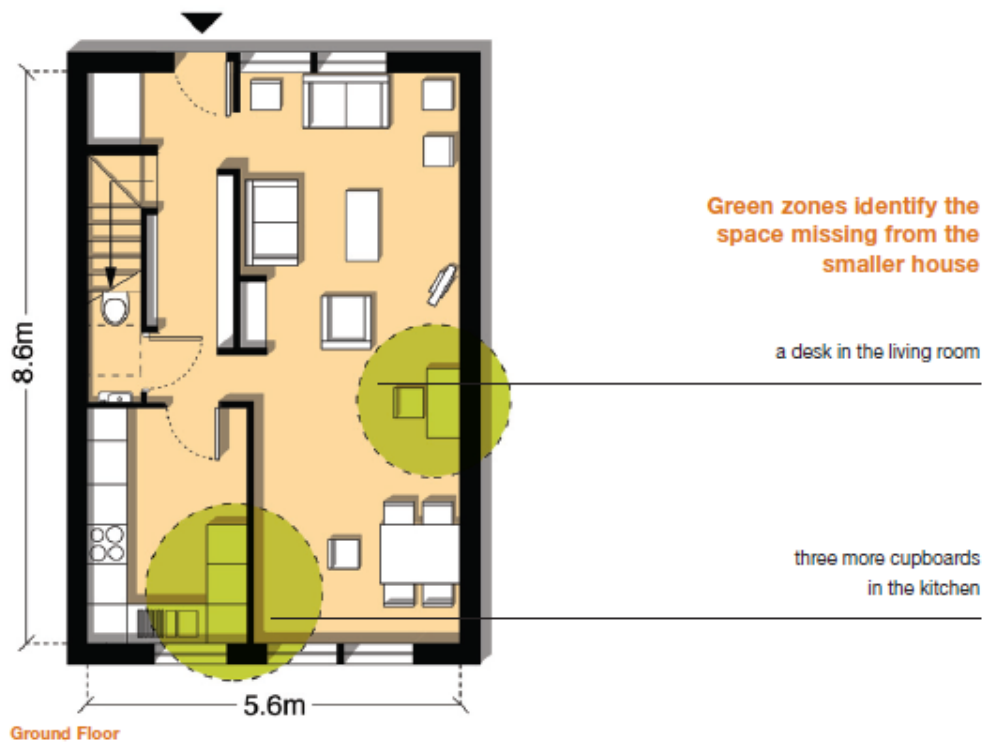 Green zones identify the
space missing from the
smaller house
a desk in the living room
8.6m
three more cupboards
in the kitchen
5.6m
Ground Floor